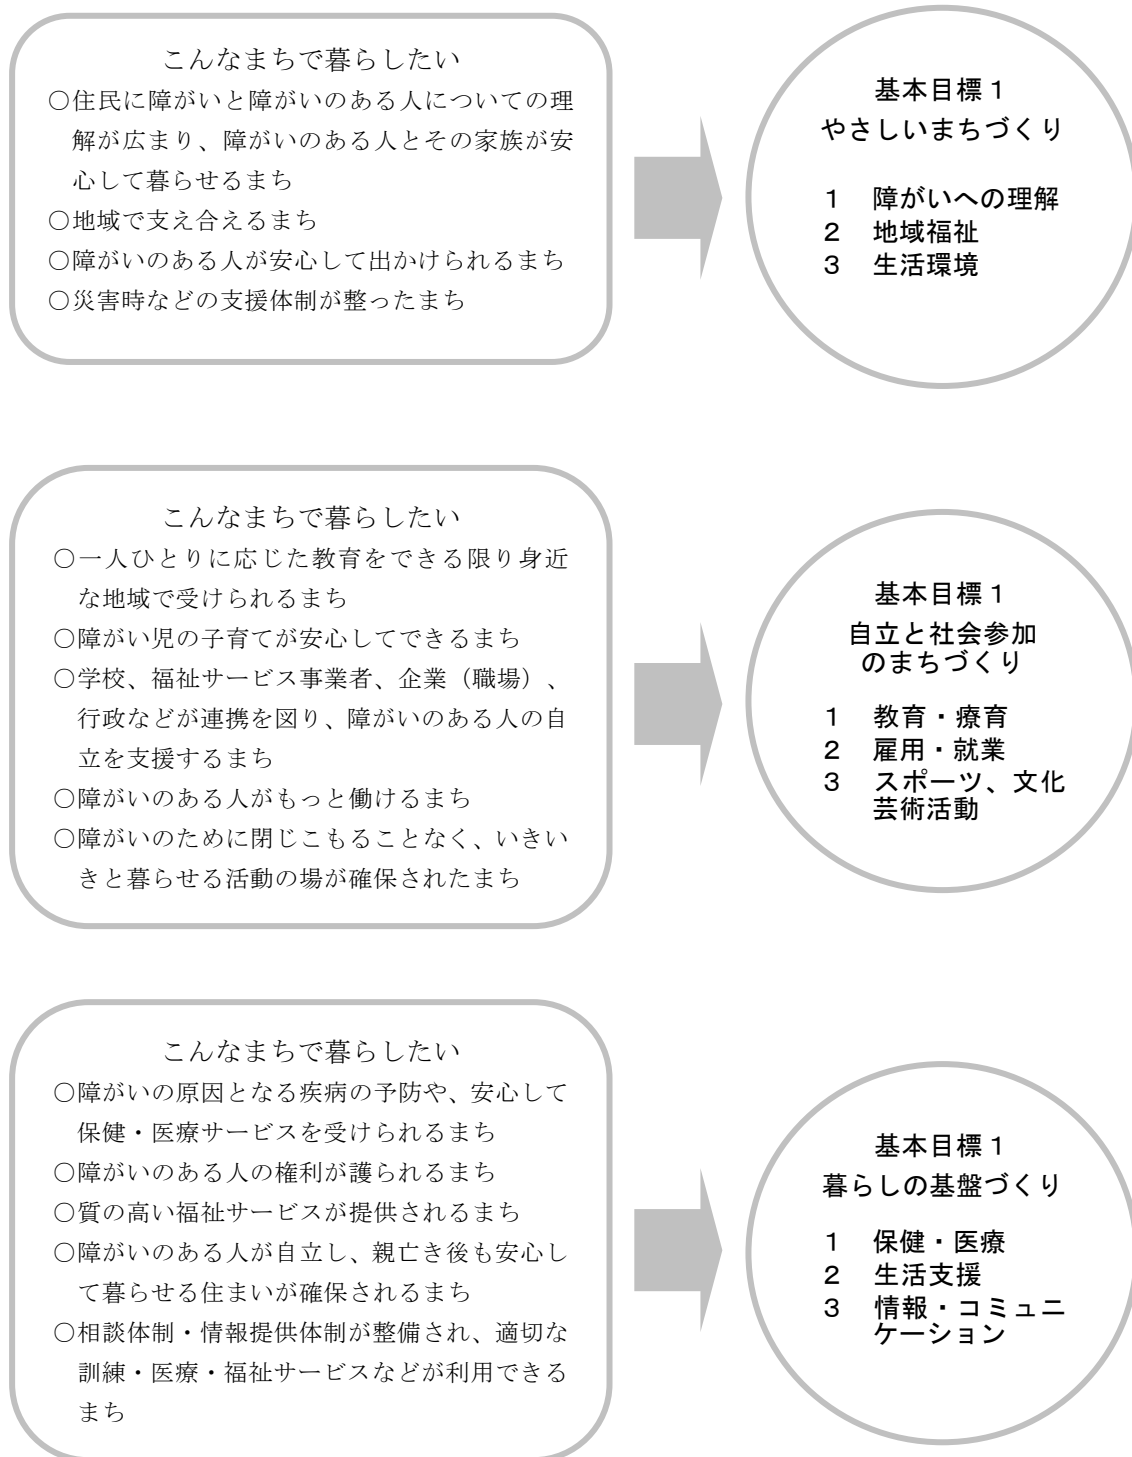 こんなまちで暮らしたい
○住民に障がいと障がいのある人についての理
解が広まり、障がいのある人とその家族が安
心して暮らせるまち
○地域で支え合えるまち
○障がいのある人が安心して出かけられるまち
○災害時などの支援体制が整ったまち
基本目標1
やさしいまちづくり
1 障がいへの理解
2 地域福祉
3 生活環境
こんなまちで暮らしたい
○一人ひとりに応じた教育をできる限り身近
な地域で受けられるまち
○障がい児の子育てが安心してできるまち
○学校、福祉サービス事業者、企業（職場）、
行政などが連携を図り、障がいのある人の自
立を支援するまち
○障がいのある人がもっと働けるまち
○障がいのために閉じこもることなく、いきい
きと暮らせる活動の場が確保されたまち
基本目標1
自立と社会参加
のまちづくり
1 教育・療育
2 雇用・就業
3 スポーツ、文化
芸術活動
こんなまちで暮らしたい
○障がいの原因となる疾病の予防や、安心して
保健・医療サービスを受けられるまち
○障がいのある人の権利が護られるまち
○質の高い福祉サービスが提供されるまち
○障がいのある人が自立し、親亡き後も安心し
て暮らせる住まいが確保されるまち
○相談体制・情報提供体制が整備され、適切な
訓練・医療・福祉サービスなどが利用できる
まち
基本目標1
暮らしの基盤づくり
1 保健・医療
2 生活支援
3 情報・コミュニ
ケーション